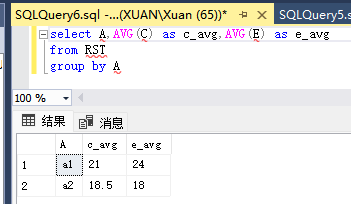 SQLQuery6.sql -...(XUAN\Xuan (65))* SQLQuery5.s
select A,AVG(C) as c_avg,AVG(E) as e_avg
from RST
group by A
100 %
结果 消息
A c_avg e_avg
1 a1 21 24
2 a2 18.5 18